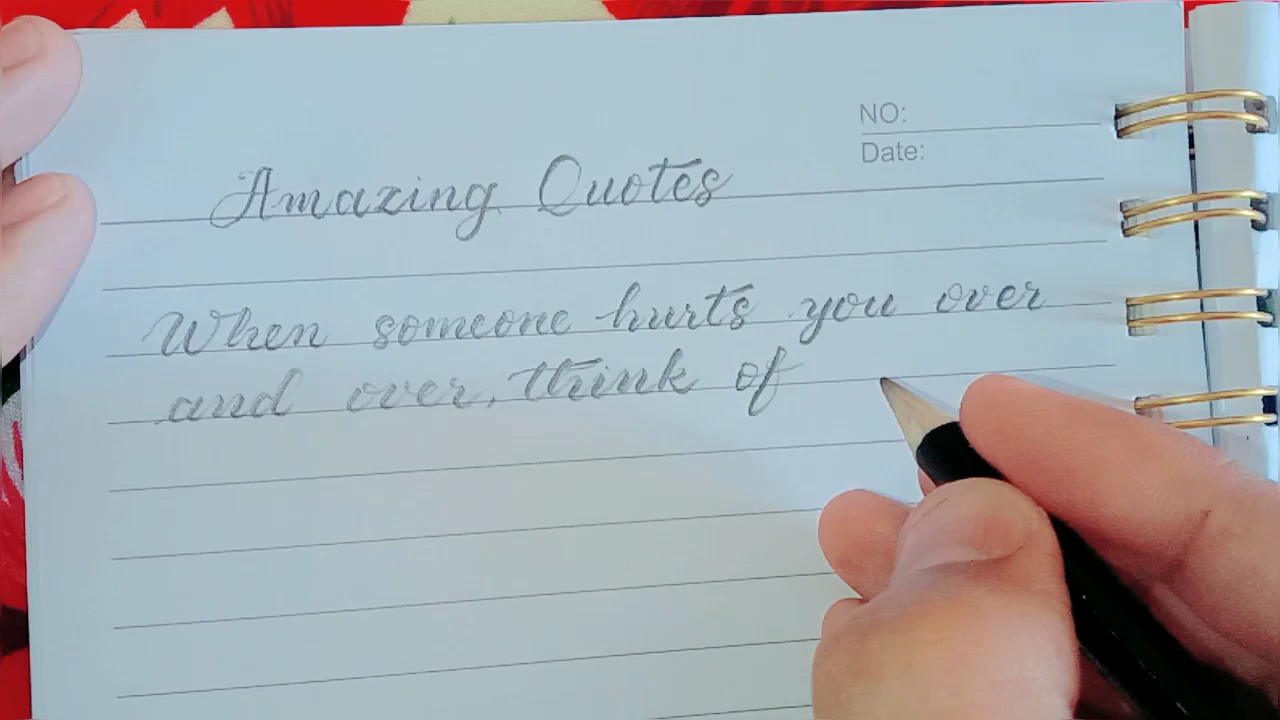 NO:
Date:
Amazing Quotes
When someone hurts you over
and over, think of